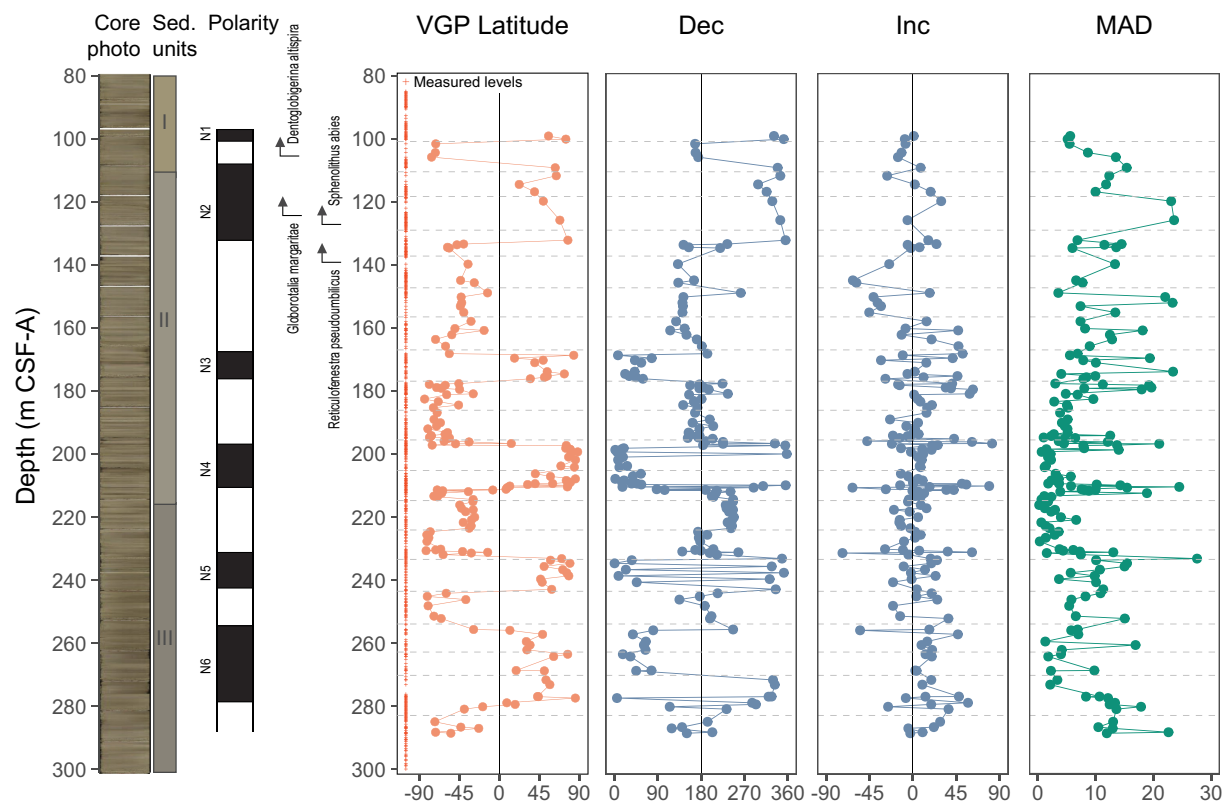 Core photo
Sed. units
Polarity
VGP Latitude
Dec
Inc
MAD
Depth (m CSF-A)
80
100
120
140
160
180
200
220
240
260
280
300
I
II
III
N1
N2
N3
N4
N5
N6
Dentoglobigerina altispira
Globorotalia margaritae
Sphenolithus abies
Reticulofenestra pseudoumbilicus
+ Measured levels
-90 -45 0 45 90
0 90 180 270 360
-90 -45 0 45 90
0 10 20 30